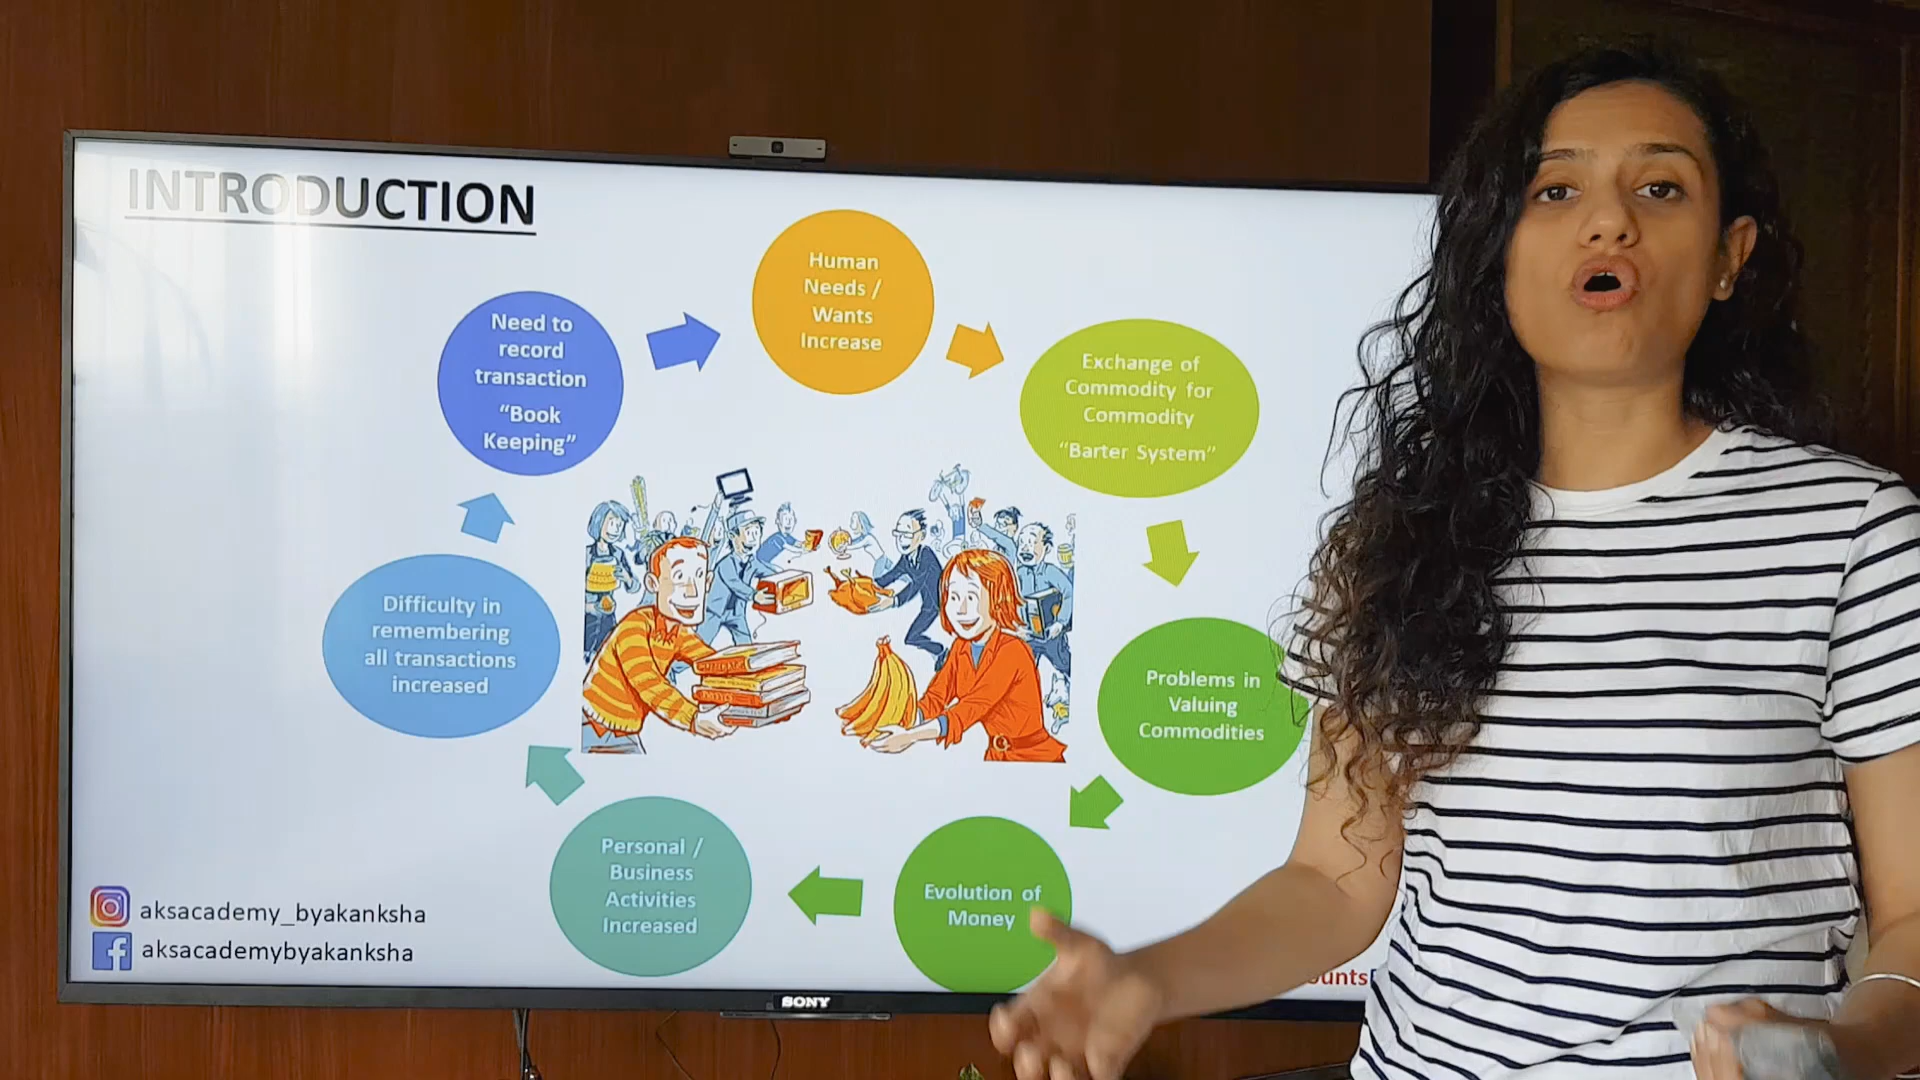 INTRODUCTION
Human
Needs /
Wants
Increase
Exchange of
Commodity for
Commodity
“Barter System”
Problems in
Valuing
Commodities
Evolution of
Money
Personal /
Business
Activities
Increased
Difficulty in
remembering
all transactions
increased
Need to
record
transaction
“Book
Keeping”
aksacademy_byakanksha
aksacademybyakanksha
SONY